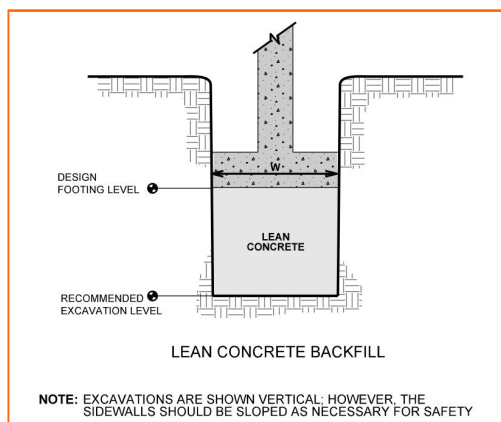 W
DESIGN
FOOTING LEVEL
LEAN
CONCRETE
RECOMMENDED
EXCAVATION LEVEL
LEAN CONCRETE BACKFILL
NOTE: EXCAVATIONS ARE SHOWN VERTICAL; HOWEVER, THE
SIDEWALLS SHOULD BE SLOPED AS NECESSARY FOR SAFETY